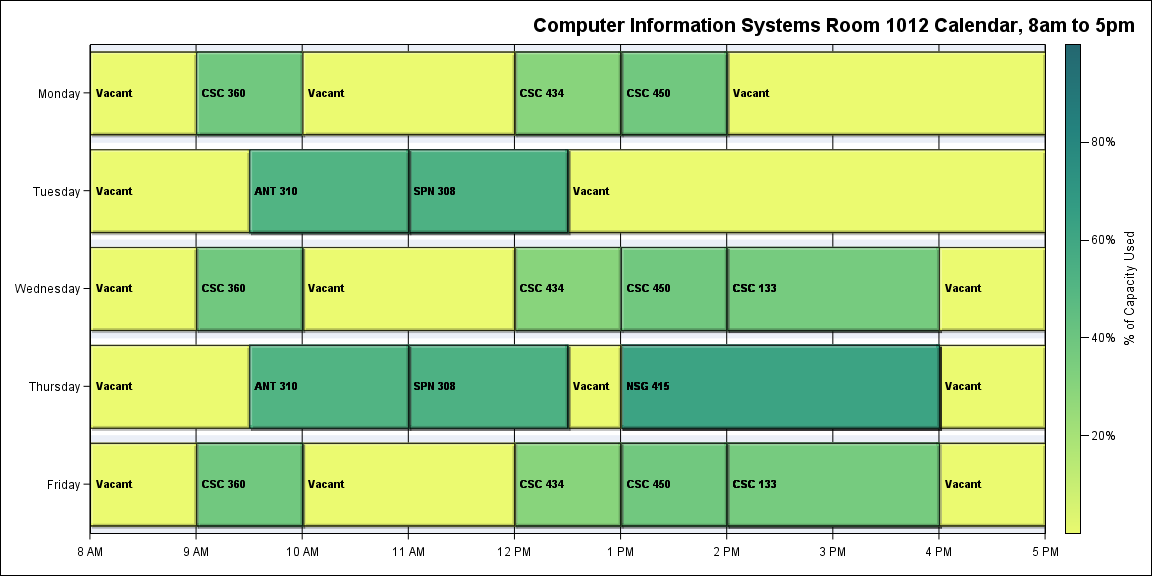 Computer Information Systems Room 1012 Calendar, 8am to 5pm
Monday Vacant CSC 360 Vacant CSC 434 CSC 450 Vacant
Tuesday Vacant ANT 310 SPN 308 Vacant
Wednesday Vacant CSC 360 Vacant CSC 434 CSC 450 CSC 133 Vacant
Thursday Vacant ANT 310 SPN 308 Vacant NSG 415 Vacant
Friday Vacant CSC 360 Vacant CSC 434 CSC 450 CSC 133 Vacant
8 AM 9 AM 10 AM 11 AM 12 PM 1 PM 2 PM 3 PM 4 PM 5 PM
80%
60%
40%
20%
% of Capacity Used